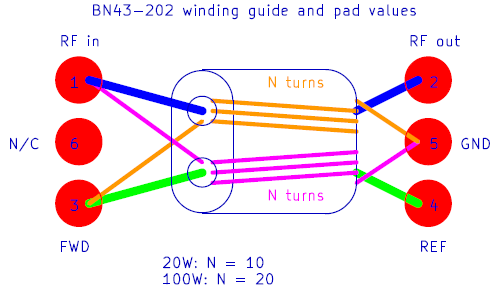 BN43-202 winding guide and pad values
RF in
RF out
1
N turns
2
N/C
6
5
GND
3
N turns
4
FWD
REF
20W: N = 10
100W: N = 20